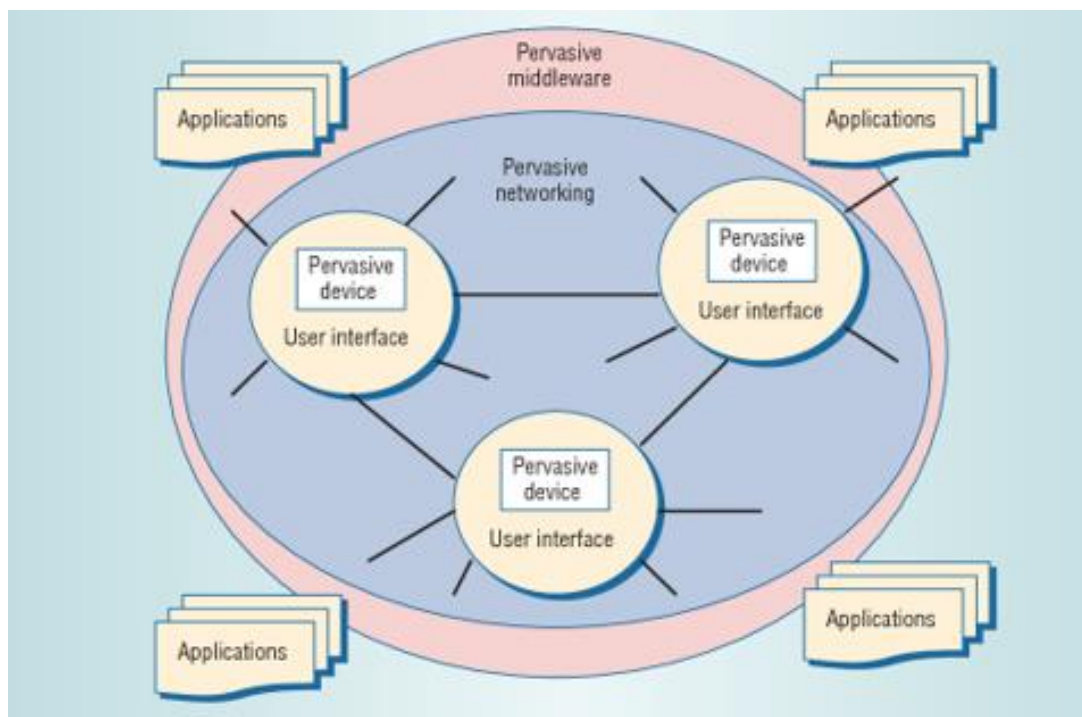 Pervasive
middleware
Applications
Applications
Pervasive
networking
Pervasive
device
User interface
Pervasive
device
User interface
Pervasive
device
User interface
Applications
Applications